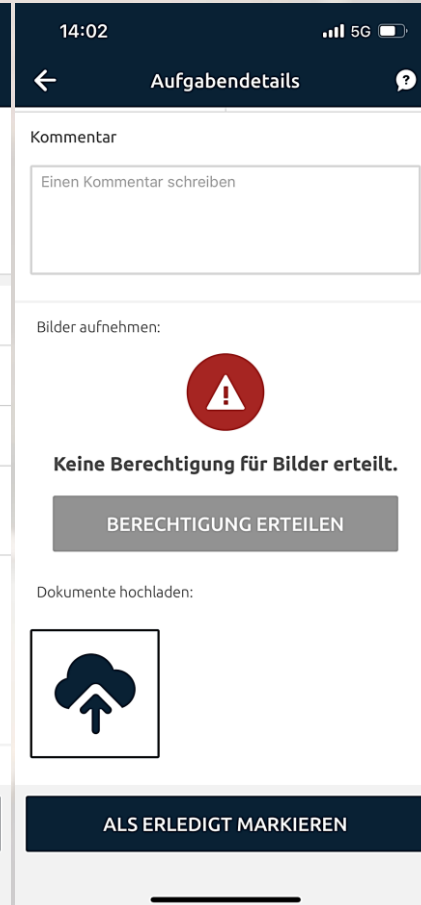 14:02
5G
Aufgabendetails
?
Kommentar
Einen Kommentar schreiben
Bilder aufnehmen:
Keine Berechtigung für Bilder erteilt.
BERECHTIGUNG ERTEILEN
Dokumente hochladen:
ALS ERLEDIGT MARKIEREN